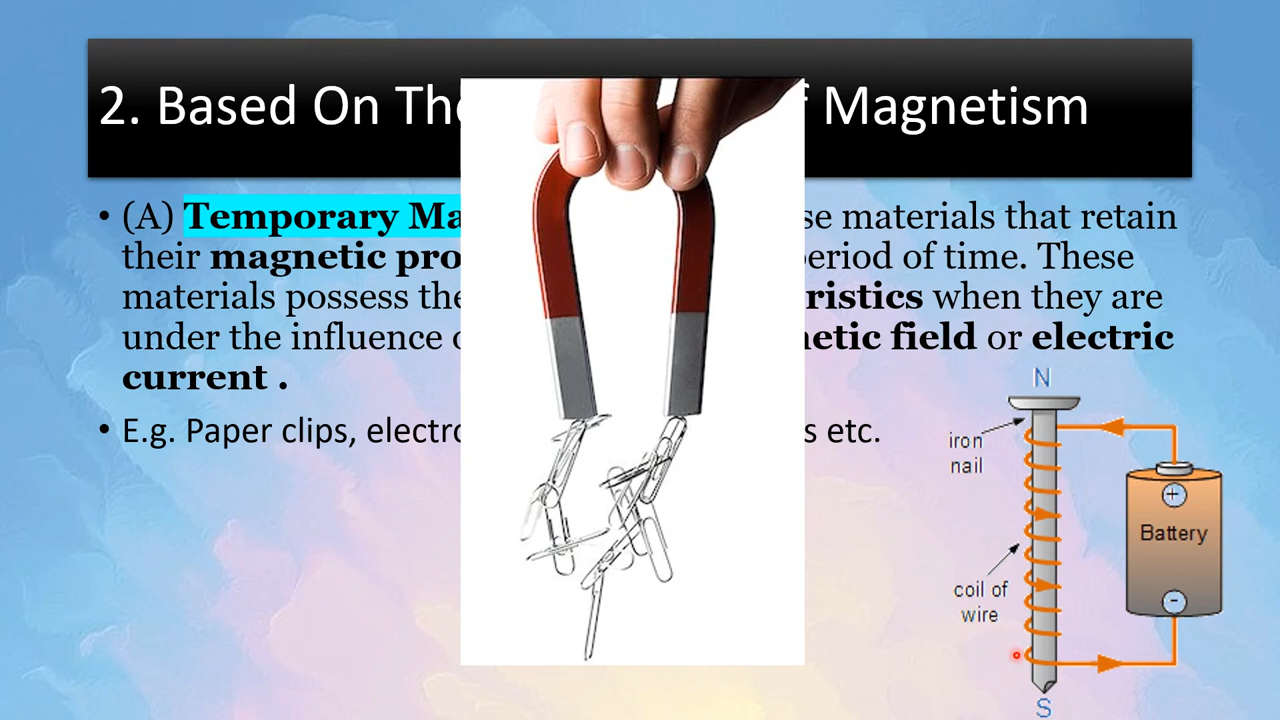 2. Based On The f Magnetism
• (A) Temporary Ma se materials that retain
their magnetic pro period of time. These
materials possess the ristics when they are
under the influence netic field or electric
current .
• E.g. Paper clips, electro s etc.
N
iron
nail
+
Battery
coil of
wire
-
S